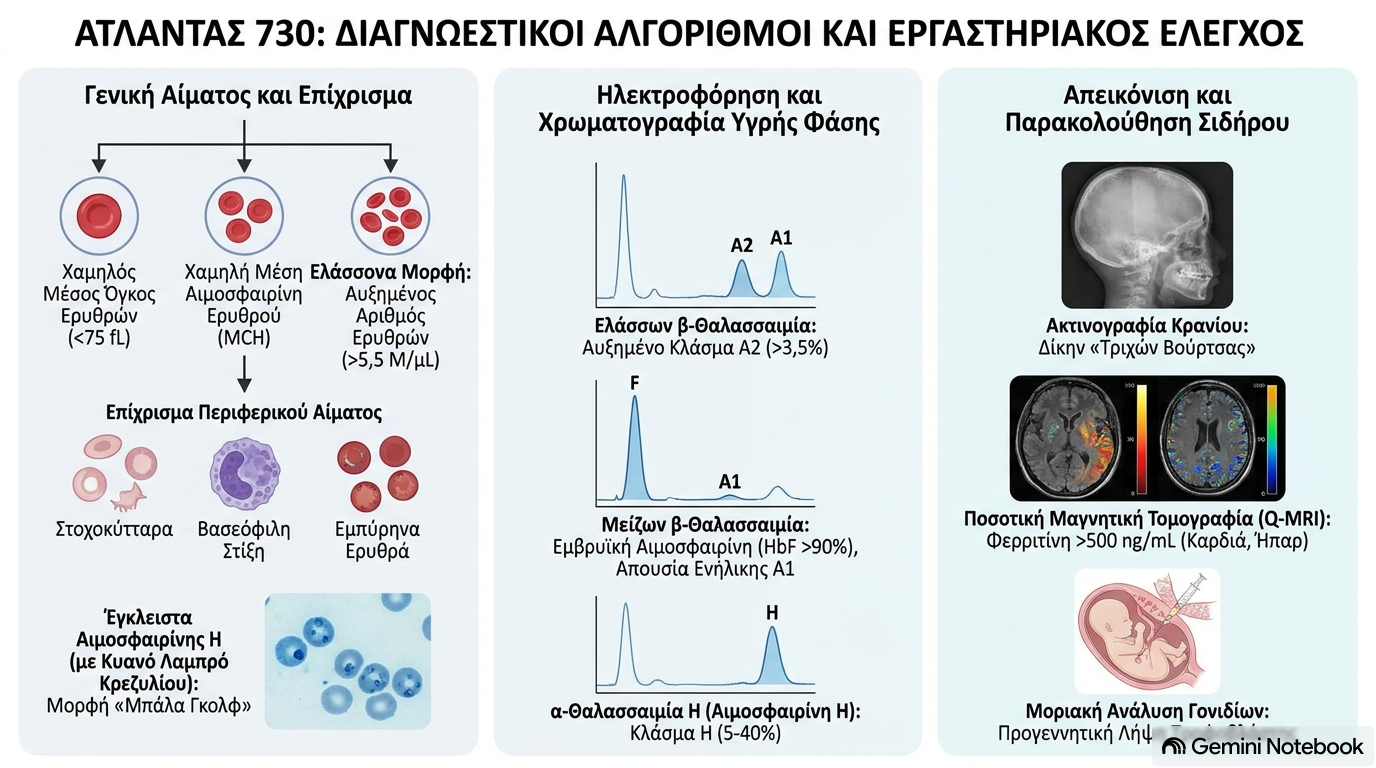 ΑΤΛΑΝΤΑΣ 730: ΔΙΑΓΝΩΕΣΤΙΚΟΙ ΑΛΓΟΡΙΘΜΟΙ ΚΑΙ ΕΡΓΑΣΤΗΡΙΑΚΟΣ ΕΛΕΓΧΟΣ
Γενική Αίματος και Επίχρισμα
Χαμηλός
Μέσος Όγκος
Ερυθρών
(<75 fL)
Χαμηλή Μέση
Αιμοσφαιρίνη
Ερυθρού
(MCH)
Ελάσσονα Μορφή:
Αυξημένος
Αριθμός
Ερυθρών
(>5,5 M/μL)
Επίχρισμα Περιφερικού Αίματος
Στοχοκύτταρα
Βασεόφιλη
Στίξη
Εμπύρηνα
Ερυθρά
Έγκλειστα
Αιμοσφαιρίνης Η
(με Κυανό Λαμπρό
Κρεζυλίου):
Μορφή «Μπάλα Γκολφ»
Ηλεκτροφόρηση και
Χρωματογραφία Υγρής Φάσης
A2
A1
Ελάσσων β-Θαλασσαιμία:
Αυξημένο Κλάσμα A2 (>3,5%)
F
A1
Μείζων β-Θαλασσαιμία:
Εμβρυϊκή Αιμοσφαιρίνη (HbF >90%),
Απουσία Ενήλικης A1
H
α-Θαλασσαιμία Η (Αιμοσφαιρίνη Η):
Κλάσμα Η (5-40%)
Απεικόνιση και
Παρακολούθηση Σιδήρου
Ακτινογραφία Κρανίου:
Δίκην «Τριχών Βούρτσας»
Ποσοτική Μαγνητική Τομογραφία (Q-MRI):
Φερριτίνη >500 ng/mL (Καρδιά, Ήπαρ)
Μοριακή Ανάλυση Γονιδίων:
Προγεννητική
Gemini Notebook